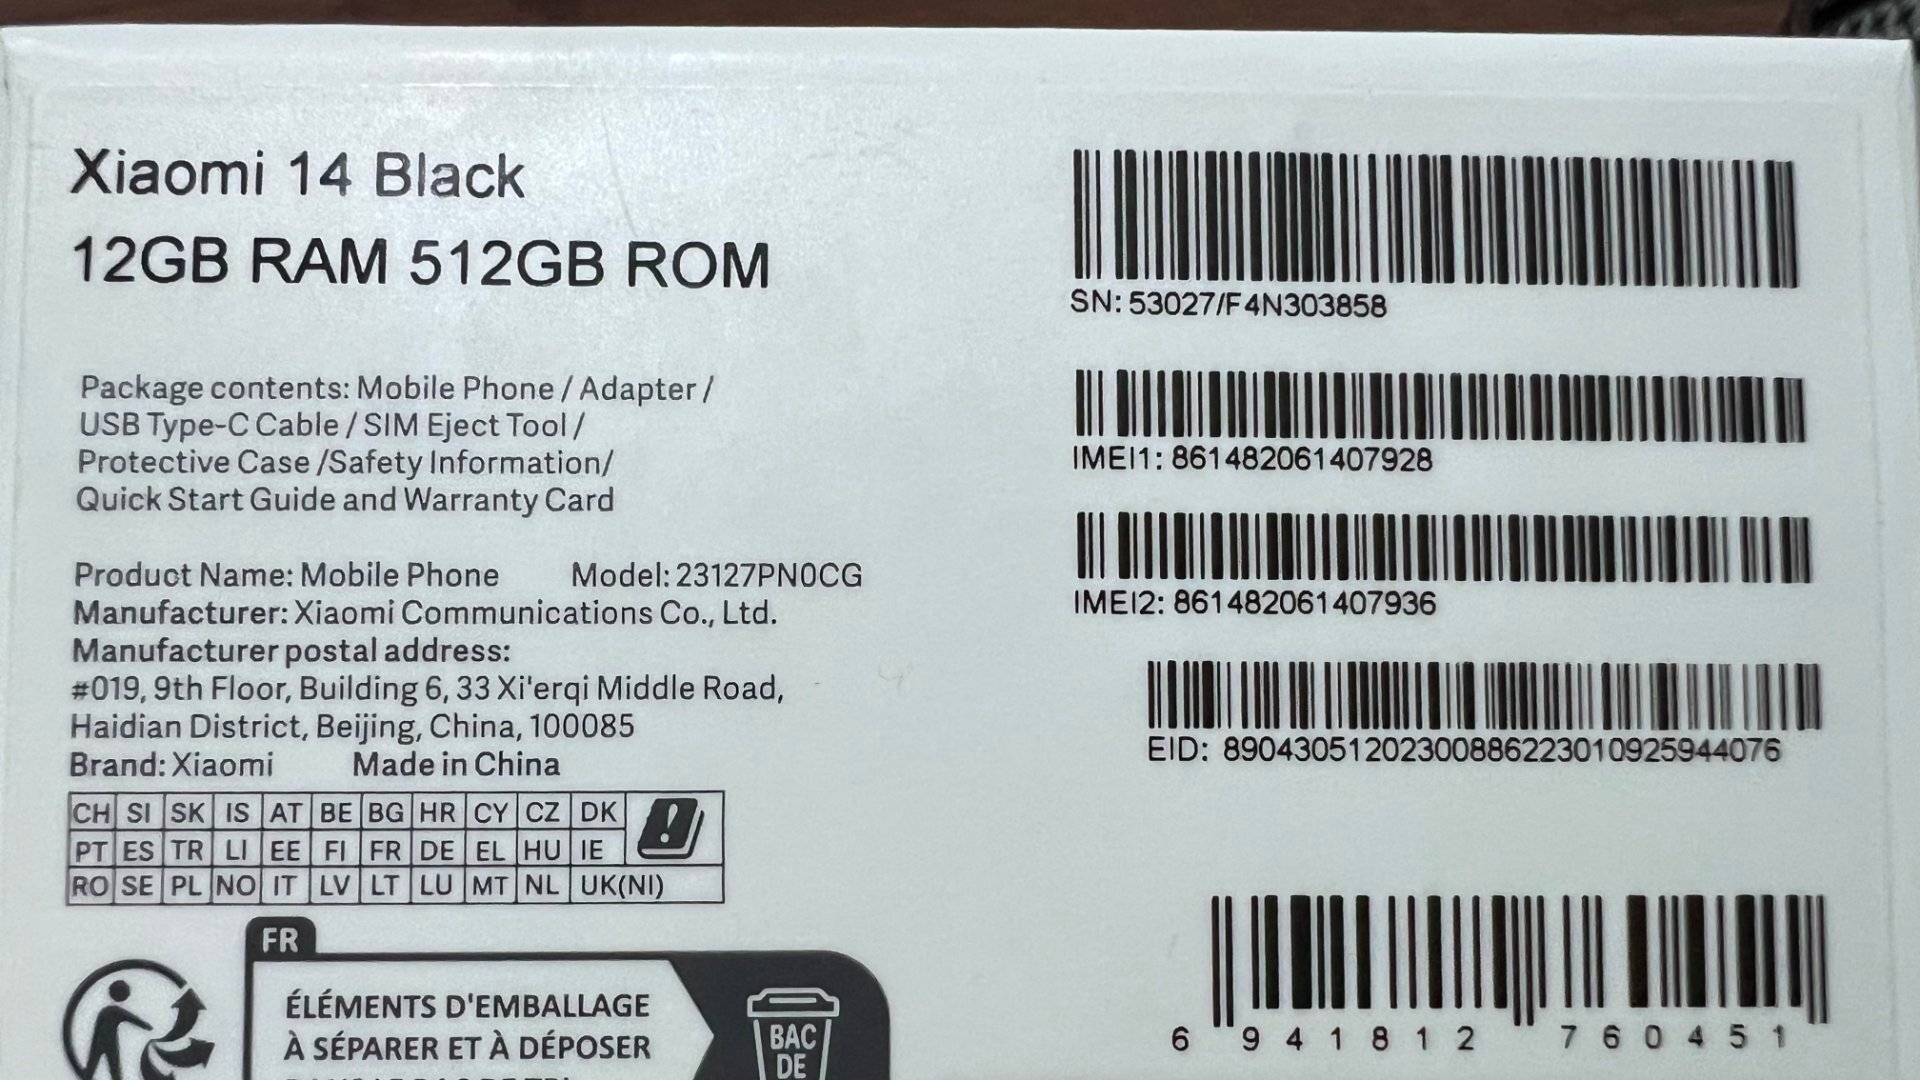 Xiaomi 14 Black
12GB RAM 512GB ROM
Package contents: Mobile Phone / Adapter /
USB Type-C Cable / SIM Eject Tool /
Protective Case /Safety Information/
Quick Start Guide and Warranty Card
Product Name: Mobile Phone Model: 23127PN0CG
Manufacturer: Xiaomi Communications Co., Ltd.
Manufacturer postal address:
#019, 9th Floor, Building 6, 33 Xi'erqi Middle Road,
Haidian District, Beijing, China, 100085
Brand: Xiaomi Made in China
CH SI SK IS AT BE BG HR CY CZ DK
PT ES TR LI EE FI FR DE EL HU IE
RO SE PL NO IT LV LT LU MT NL UK(NI)
FR
ÉLÉMENTS D'EMBALLAGE
À SÉPARER ET À DÉPOSER
BAC
DE
SN: 53027/F4N303858
IMEI1: 861482061407928
IMEI2: 861482061407936
EID: 89043051202300886223010925944076
6 941812 760451